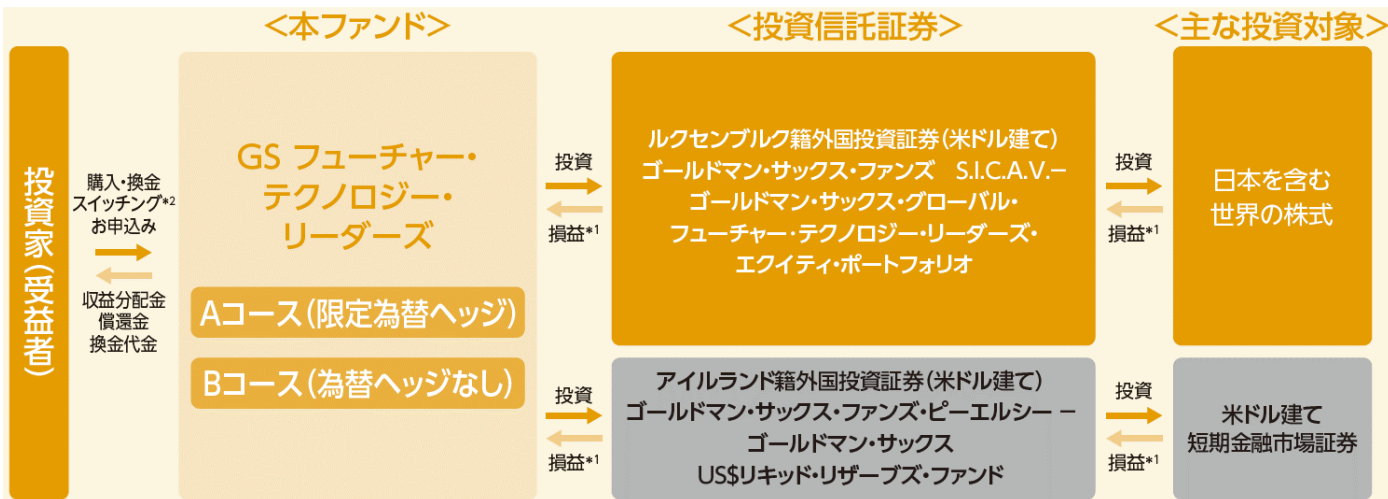 <本ファンド>
<投資信託証券>
<主な投資対象>
投資家(受益者)
購入・換金
スイッチング*2
お申込み
収益分配金
償還金
換金代金
GS フューチャー・
テクノロジー・
リーダーズ
Aコース(限定為替ヘッジ)
Bコース(為替ヘッジなし)
投資
損益*1
ルクセンブルク籍外国投資証券(米ドル建て)
ゴールドマン・サックス・ファンズ S.I.C.A.V.－
ゴールドマン・サックス・グローバル・
フューチャー・テクノロジー・リーダーズ・
エクイティ・ポートフォリオ
投資
損益*1
日本を含む
世界の株式
投資
損益*1
アイルランド籍外国投資証券(米ドル建て)
ゴールドマン・サックス・ファンズ・ピーエルシー －
ゴールドマン・サックス
US$リキッド・リザーブズ・ファンド
投資
損益*1
米ドル建て
短期金融市場証券